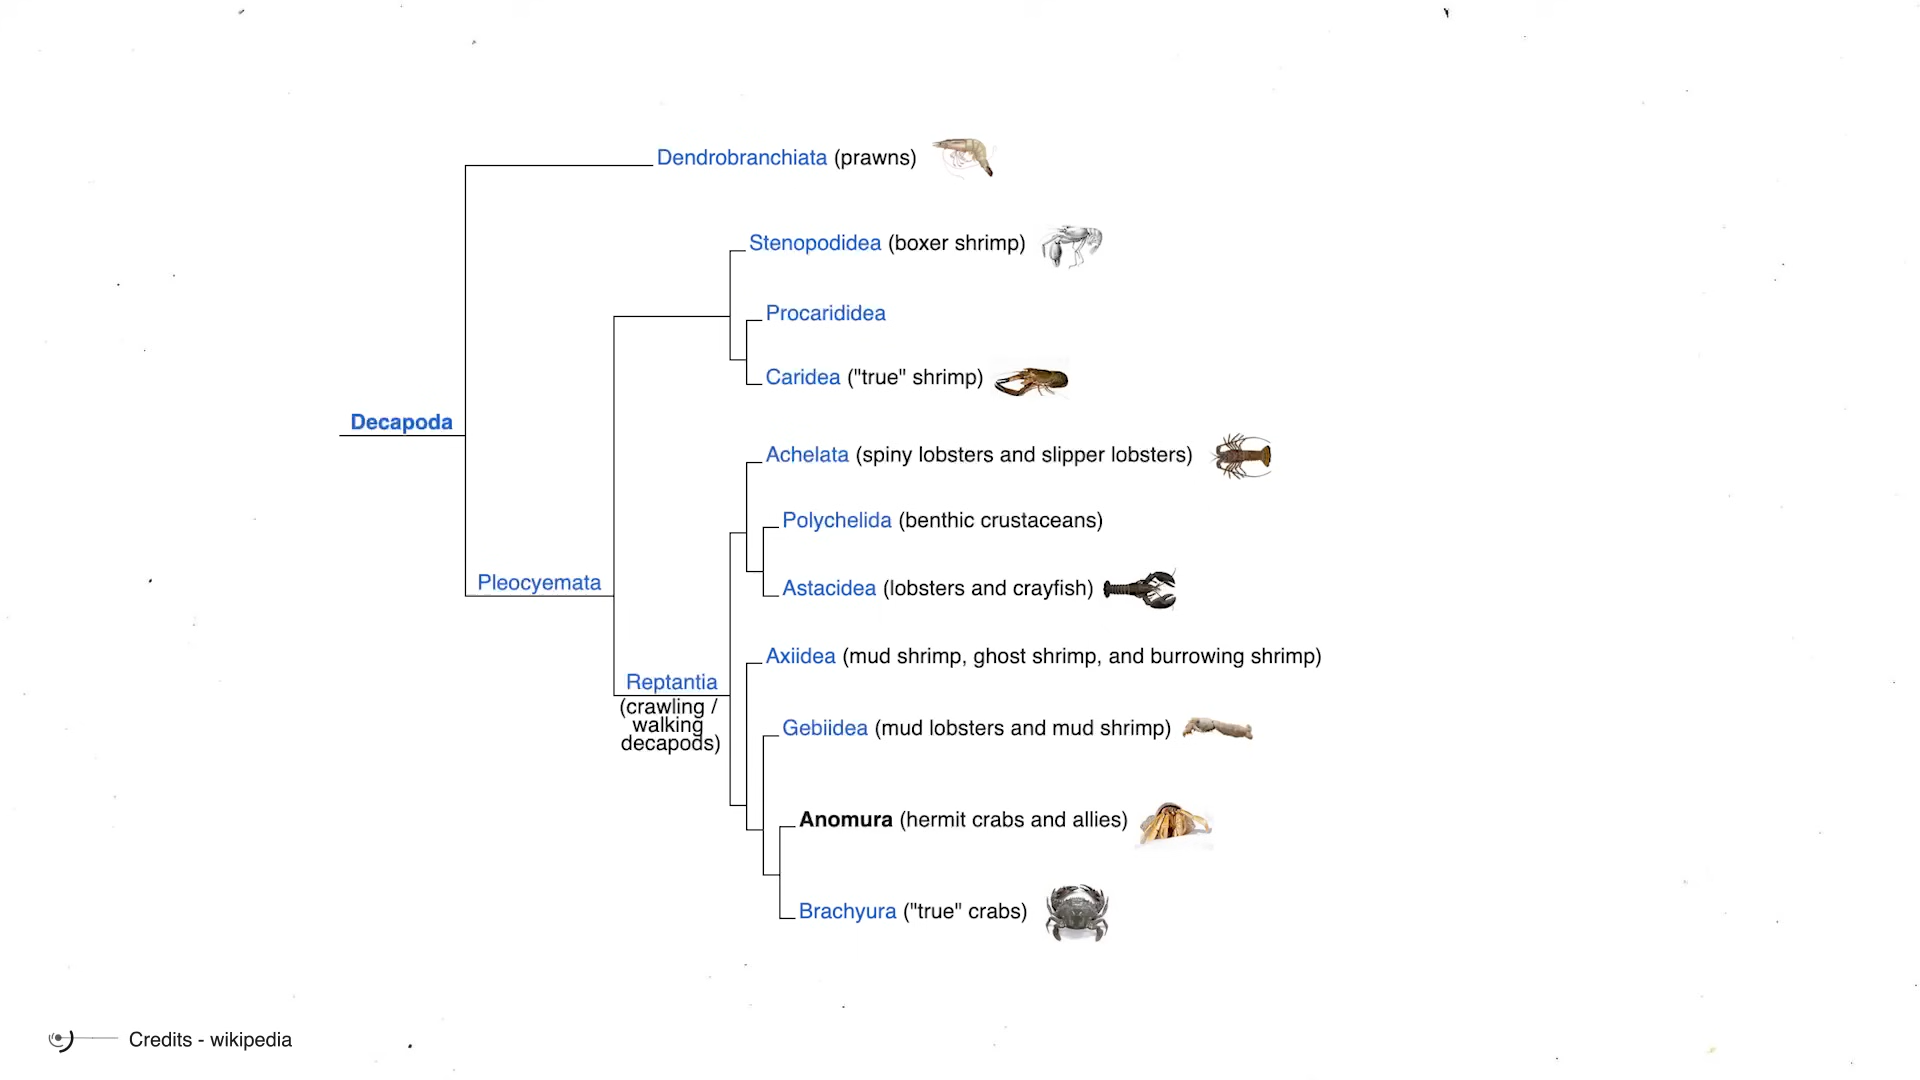 Dendrobranchiata (prawns)
Stenopodidea (boxer shrimp)
Procarididea
Caridea ("true" shrimp)
Decapoda
Achelata (spiny lobsters and slipper lobsters)
Polychelida (benthic crustaceans)
Pleocyemata
Astacidea (lobsters and crayfish)
Axiidea (mud shrimp, ghost shrimp, and burrowing shrimp)
Reptantia
(crawling /
walking
decapods)
Gebiidea (mud lobsters and mud shrimp)
Anomura (hermit crabs and allies)
Brachyura ("true" crabs)
Credits - wikipedia